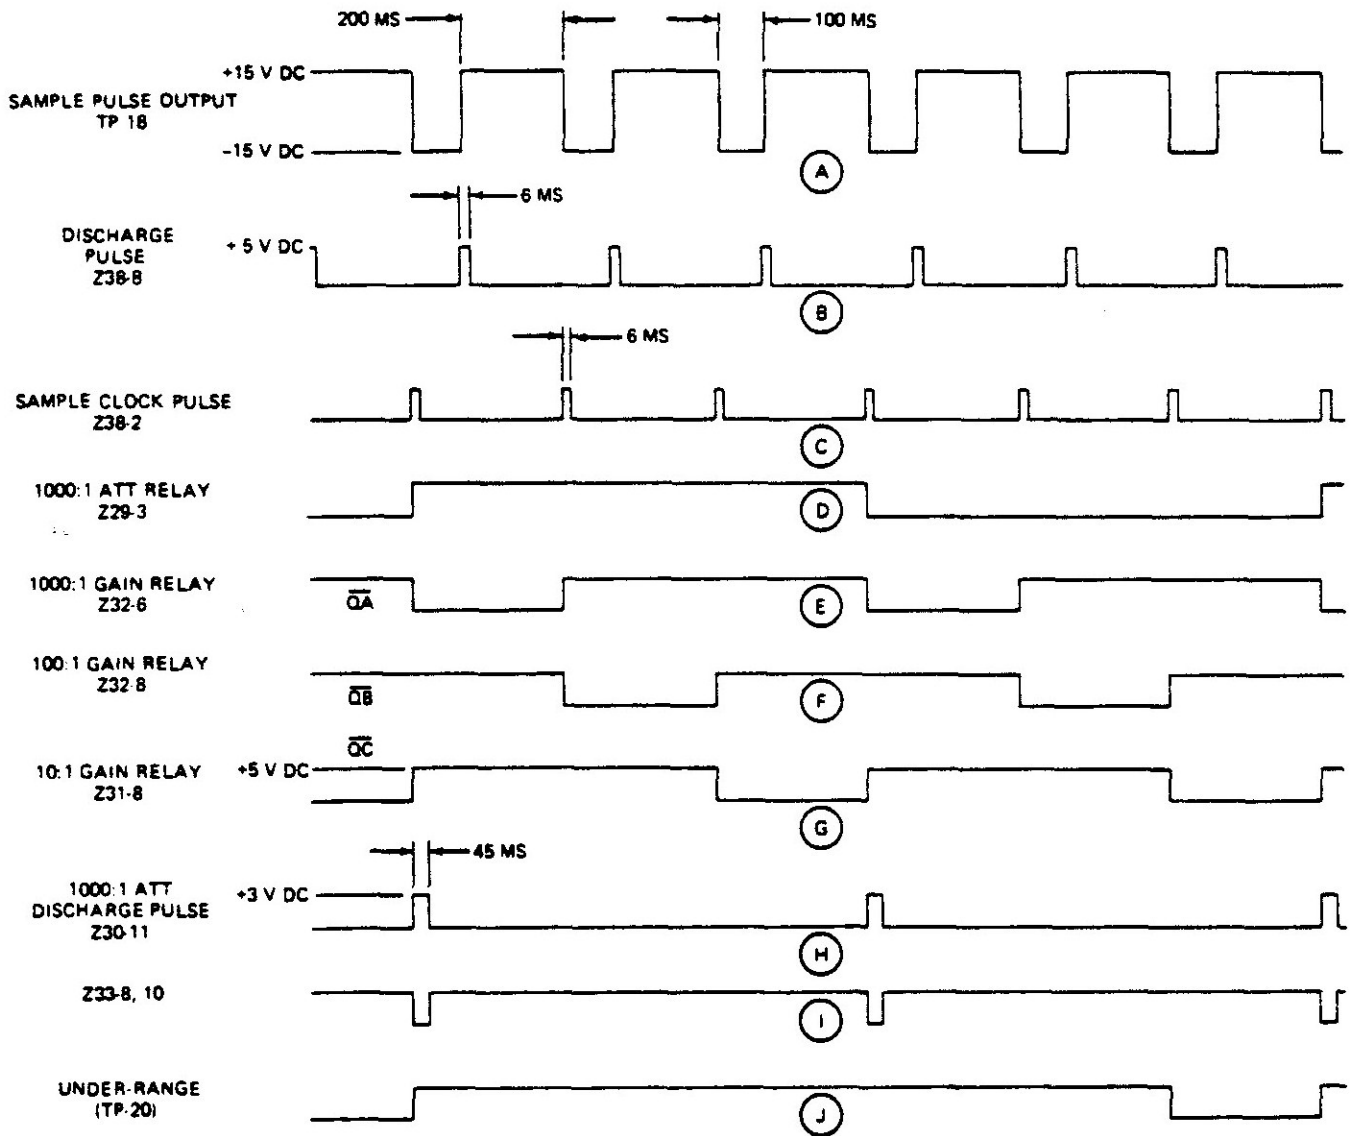 200 MS
100 MS
+15 V DC
SAMPLE PULSE OUTPUT
TP 18
-15 V DC
A
6 MS
DISCHARGE
PULSE
Z38-8
+ 5 V DC
B
6 MS
SAMPLE CLOCK PULSE
Z38-2
C
1000:1 ATT RELAY
Z29-3
D
1000:1 GAIN RELAY
Z32-6
QA
E
100:1 GAIN RELAY
Z32-8
QB
F
QC
10:1 GAIN RELAY
Z31-8
+5 V DC
G
45 MS
1000:1 ATT
DISCHARGE PULSE
Z30-11
+3 V DC
H
Z33-8, 10
I
UNDER-RANGE
(TP-20)
J